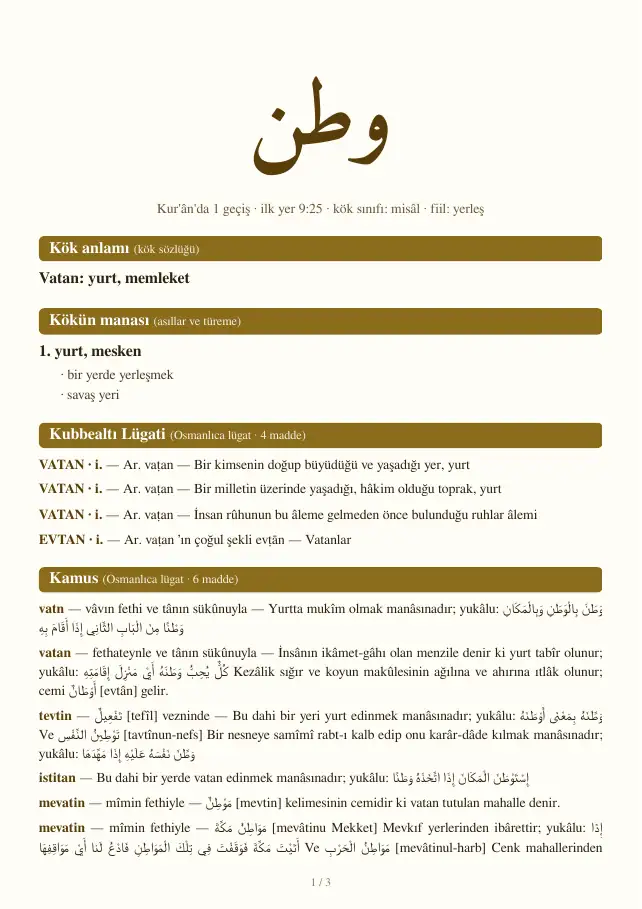 وطن
Kur'ân'da 1 geçiş · ilk yer 9:25 · kök sınıfı: misâl · fiil: yerleş
Kök anlamı (kök sözlüğü)
Vatan: yurt, memleket
Kökün manası (asıllar ve türeme)
1. yurt, mesken
· bir yerde yerleşmek
· savaş yeri
Kubbealtı Lügati (Osmanlıca lügat · 4 madde)
VATAN · i. — Ar. vaṭan — Bir kimsenin doğup büyüdüğü ve yaşadığı yer, yurt
VATAN · i. — Ar. vaṭan — Bir milletin üzerinde yaşadığı, hâkim olduğu toprak, yurt
VATAN · i. — Ar. vaṭan — İnsan rûhunun bu âleme gelmeden önce bulunduğu ruhlar âlemi
EVTAN · i. — Ar. vaṭan 'ın çoğul şekli evṭān — Vatanlar
Kamus (Osmanlıca lügat · 6 madde)
vatn — vâvın fethi ve tânın sükûnuyla — Yurtta mukîm olmak manâsınadır; yukâlu: وَطَنَ بِالْوَطَنِ وَبِالْمَكَانِ
وَطْنًا مِنَ الْبَابِ الثَّانِي إِذَا أَقَامَ بِهِ
vatan — fethateynle ve tânın sükûnuyla — İnsânın ikâmet-gâhı olan menzile denir ki yurt tabîr olunur;
yukâlu: كُلٌّ يُحِبُّ وَطَنَهُ أَيْ مَنْزِلَ إِقَامَتِهِ Kezâlik sığır ve koyun makûlesinin ağılına ve ahırına ıtlâk olunur;
cemi أَوْطَانٌ [evtân] gelir.
tevtin — تَفْعِيلٌ [tefîl] vezninde — Bu dahi bir yeri yurt edinmek manâsınadır; yukâlu: وَطَّنَهُ بِمَعْنَى أَوْطَنَهُ
Ve تَوْطِينُ النَّفْسِ [tavtînun-nefs] Bir nesneye samîmî rabt-ı kalb edip onu karâr-dâde kılmak manâsınadır;
yukâlu: وَطَّنَ نَفْسَهُ عَلَيْهِ إِذَا مَهَّدَهَا
istitan — Bu dahi bir yerde vatan edinmek manâsınadır; yukâlu: إِسْتَوْطَنَ الْمَكَانَ إِذَا اتَّخَذَهُ وَطَنًا
mevatin — mîmin fethiyle — مَوْطِنٌ [mevtin] kelimesinin cemidir ki vatan tutulan mahalle denir.
mevatin — mîmin fethiyle — مَوَاطِنُ مَكَّةَ [mevâtinu Mekket] Mevkıf yerlerinden ibârettir; yukâlu: إِذَا
أَتَيْتَ مَكَّةَ فَوَقَفْتَ فِي تِلْكَ الْمَوَاطِنِ فَادْعُ لَنَا أَيْ مَوَاقِفِهَا Ve مَوَاطِنُ الْحَرْبِ [mevâtinul-harb] Cenk mahallerinden
1 / 3